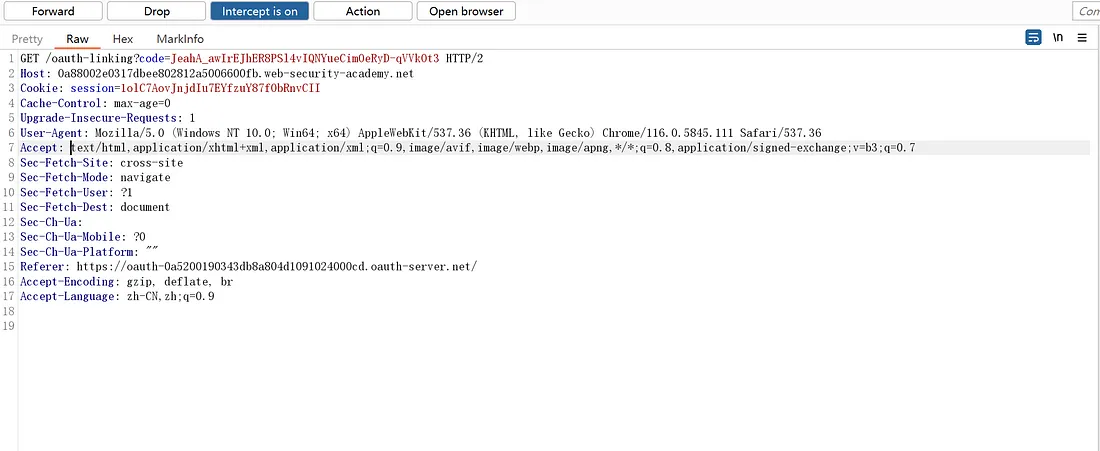 Forward Drop Intercept is on Action Open browser Con
Pretty Raw Hex MarkInfo \n
1 GET /oauth-linking?code=JeahA_awIrEJhER8PSl4vIQNYueCimOeRyD-qVVkOt3 HTTP/2
2 Host: 0a88002e0317dbee802812a5006600fb.web-security-academy.net
3 Cookie: session=lolC7AovJnjdIu7EYfzuY87fObRnvCII
4 Cache-Control: max-age=0
5 Upgrade-Insecure-Requests: 1
6 User-Agent: Mozilla/5.0 (Windows NT 10.0; Win64; x64) AppleWebKit/537.36 (KHTML, like Gecko) Chrome/116.0.5845.111 Safari/537.36
7 Accept: text/html,application/xhtml+xml,application/xml;q=0.9,image/avif,image/webp,image/apng,*/*;q=0.8,application/signed-exchange;v=b3;q=0.7
8 Sec-Fetch-Site: cross-site
9 Sec-Fetch-Mode: navigate
10 Sec-Fetch-User: ?1
11 Sec-Fetch-Dest: document
12 Sec-Ch-Ua:
13 Sec-Ch-Ua-Mobile: ?0
14 Sec-Ch-Ua-Platform: ""
15 Referer: https://oauth-0a5200190343db8a804d1091024000cd.oauth-server.net/
16 Accept-Encoding: gzip, deflate, br
17 Accept-Language: zh-CN,zh;q=0.9
18
19